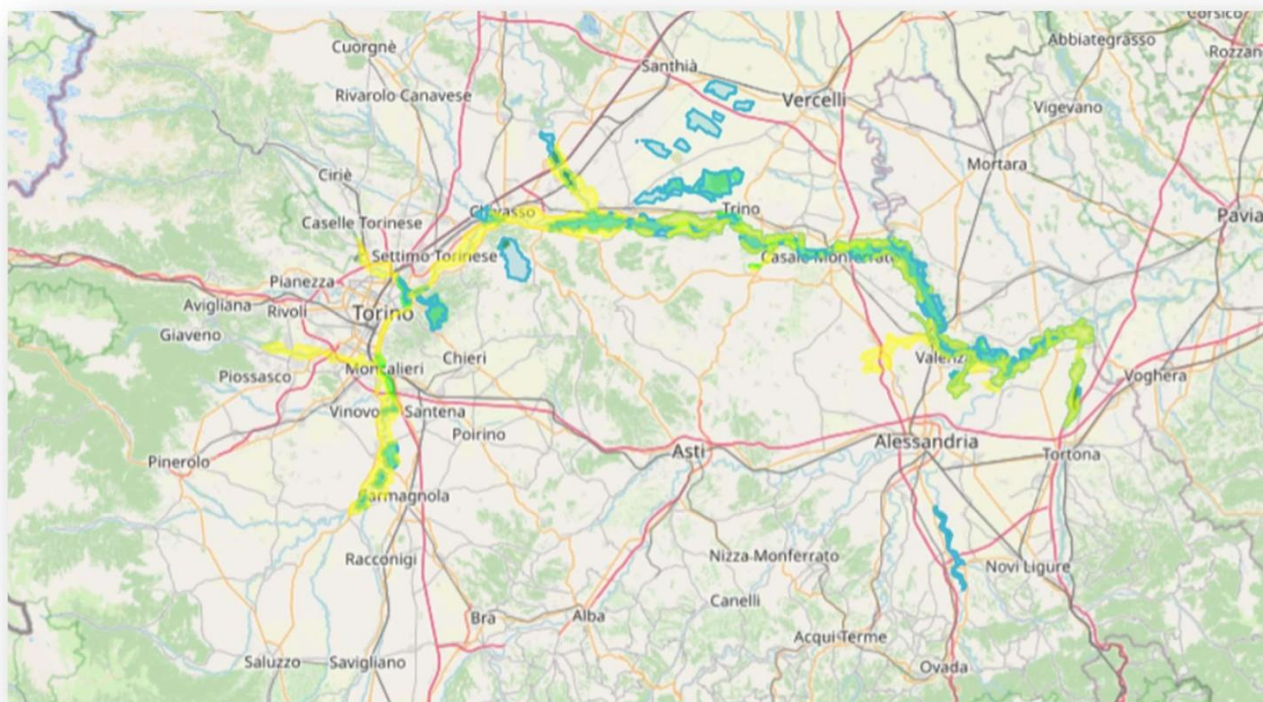 Corsico
Cuorgnè
Abbiategrasso
Rozzan
Santhià
Rivarolo Canavese
Vercelli
Vigevano
Mortara
Ciriè
Trino
Chivasso
Pavia
Caselle Torinese
Settimo Torinese
Casale Monferrato
Pianezza
Avigliana
Rivoli
Torino
Giaveno
Chieri
Valenz
Moncalieri
Piossasco
Voghera
Vinovo
Santena
Poirino
Alessandria
Asti
Tortona
Pinerolo
Carmagnola
Racconigi
Nizza Monferrato
Novi Ligure
Canelli
Bra
Alba
Acqui Terme
Saluzzo
Savigliano
Ovada